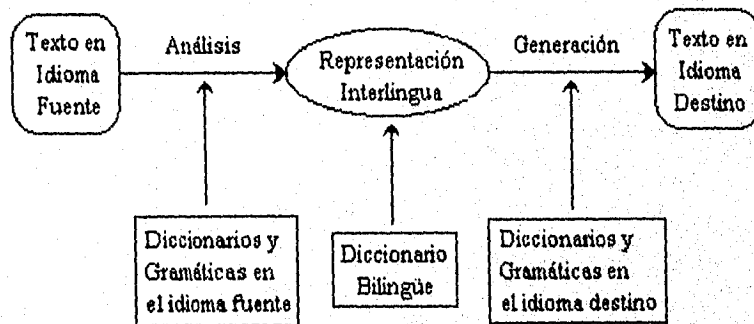 Texto en
Idioma
Fuente
Análisis
Representación
Interlingua
Generación
Texto en
Idioma
Destino
Diccionarios y
Gramáticas en
el idioma fuente
Diccionario
Bilingüe
Diccionarios y
Gramáticas en
el idioma destino